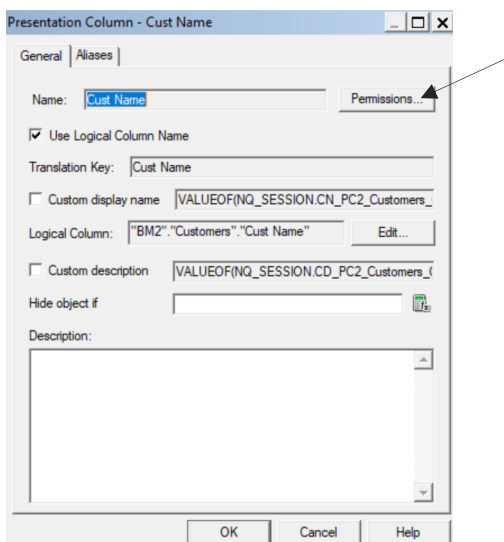 Presentation Column - Cust Name
General Aliases
Name: Cust Name Permissions...
Use Logical Column Name
Translation Key: Cust Name
Custom display name VALUEOF(NQ_SESSION.CN_PC2_Customers_
Logical Column: "BM2"."Customers"."Cust Name" Edit...
Custom description VALUEOF(NQ_SESSION.CD_PC2_Customers_
Hide object if
Description:
OK Cancel Help